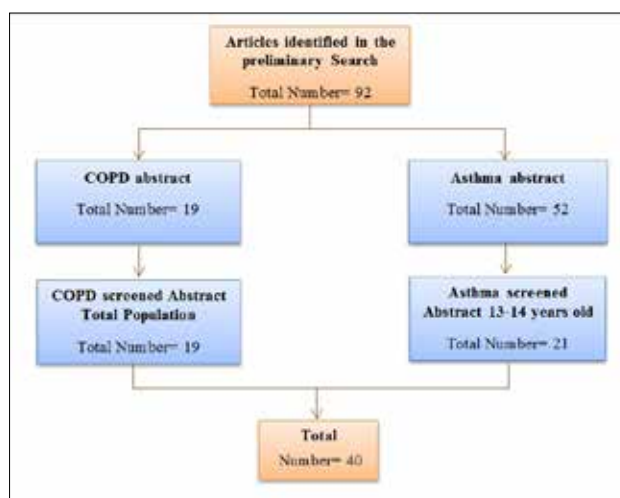 Articles identified in the
preliminary Search
Total Number= 92
COPD abstract
Total Number= 19
Asthma abstract
Total Number= 52
COPD screened Abstract
Total Population
Total Number= 19
Asthma screened
Abstract 13-14 years old
Total Number= 21
Total
Number= 40